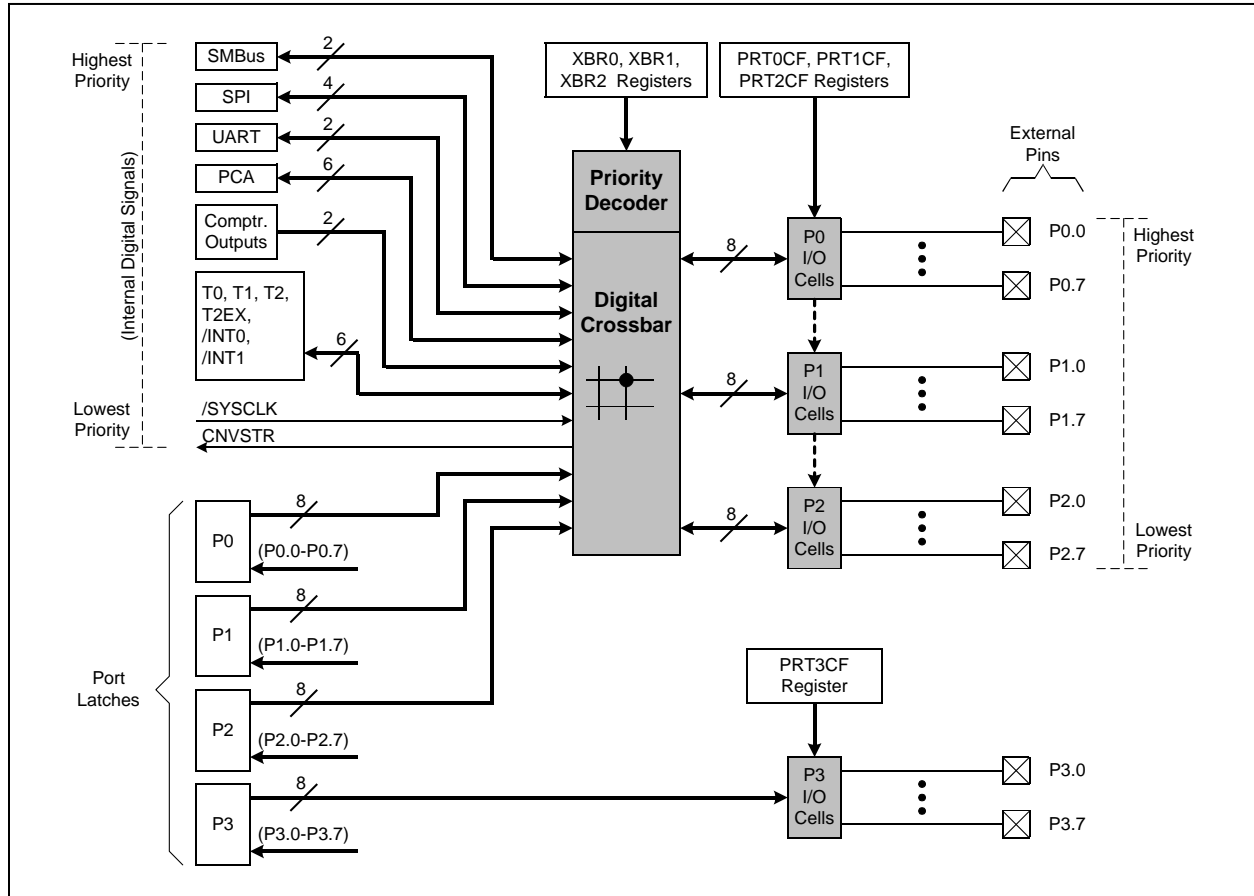 Highest
Priority
(Internal Digital Signals)
Lowest
Priority
SMBus
2
SPI
4
UART
2
PCA
6
Comptr.
Outputs
2
T0, T1, T2,
T2EX,
/INT0,
/INT1
6
/SYSCLK
CNVSTR
XBR0, XBR1,
XBR2 Registers
PRT0CF, PRT1CF,
PRT2CF Registers
Priority
Decoder
Digital
Crossbar
External
Pins
8
P0
I/O
Cells
P0.0
P0.7
Highest
Priority
8
P1
I/O
Cells
P1.0
P1.7
8
P2
I/O
Cells
P2.0
P2.7
Lowest
Priority
Port
Latches
P0
8
(P0.0-P0.7)
P1
8
(P1.0-P1.7)
P2
8
(P2.0-P2.7)
P3
8
(P3.0-P3.7)
PRT3CF
Register
P3
I/O
Cells
P3.0
P3.7